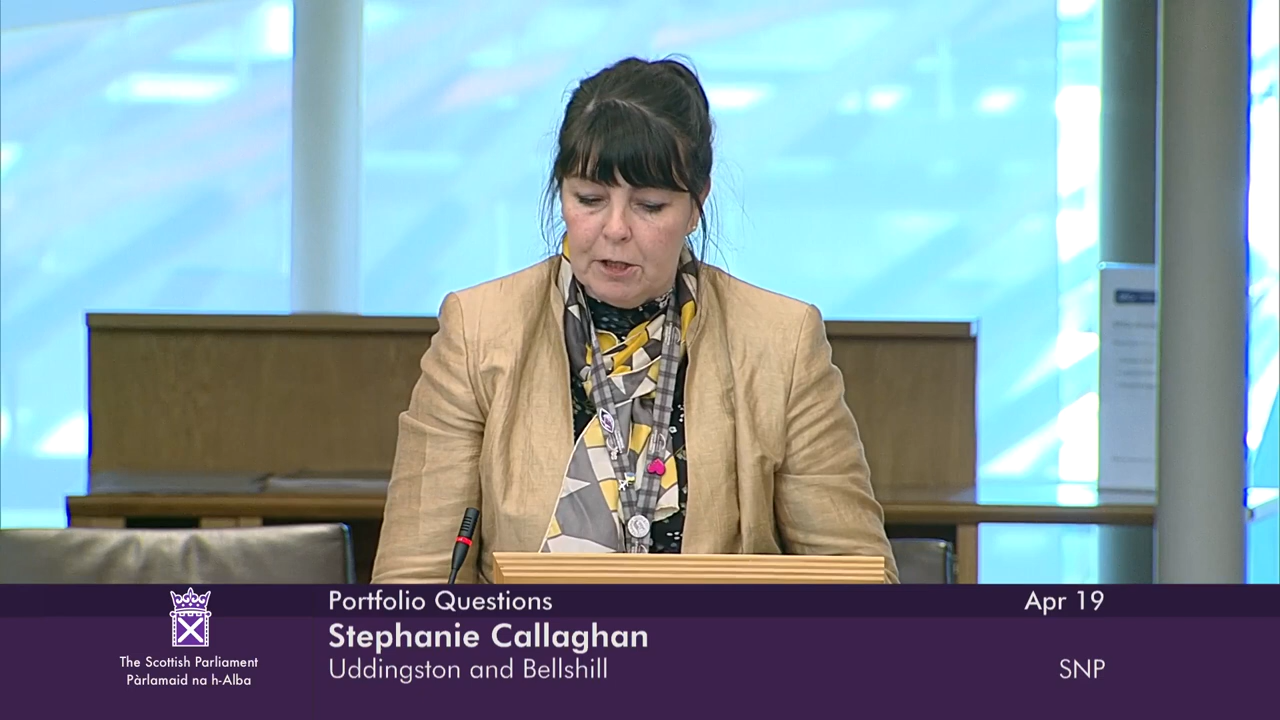 Portfolio Questions
Apr 19
Stephanie Callaghan
Uddingston and Bellshill
SNP
The Scottish Parliament
Pàrlamaid na h-Alba